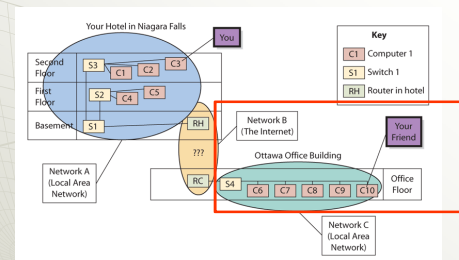 Your Hotel in Niagara Falls
You
Key
C1 Computer 1
S1 Switch 1
RH Router in hotel
Second
Floor
S3
C1
C2
C3
First
Floor
S2
C4
C5
Basement
S1
RH
Network B
(The Internet)
Your
Friend
???
Ottawa Office Building
Network A
(Local Area
Network)
RC
S4
C6
C7
C8
C9
C10
Office
Floor
Network C
(Local Area
Network)